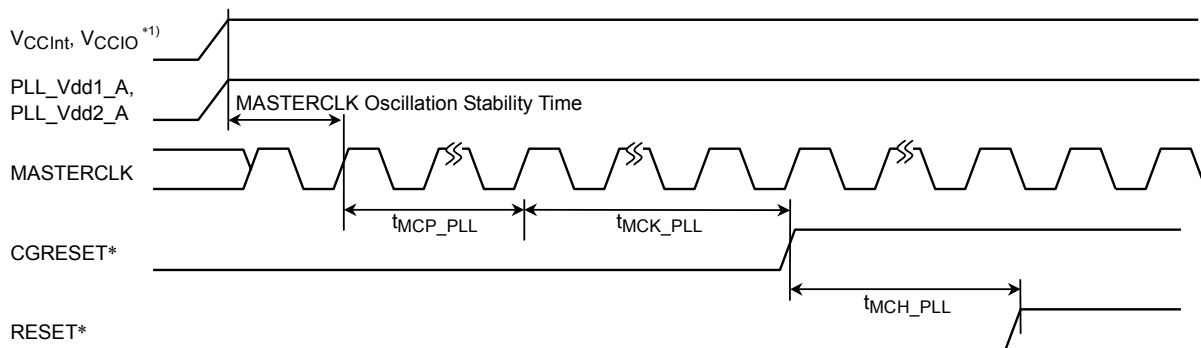 VCCInt, VCCIO *1)
PLL_Vdd1_A,
PLL_Vdd2_A
MASTERCLK Oscillation Stability Time
MASTERCLK
tMCP_PLL
tMCK_PLL
CGRESET*
tMCH_PLL
RESET*